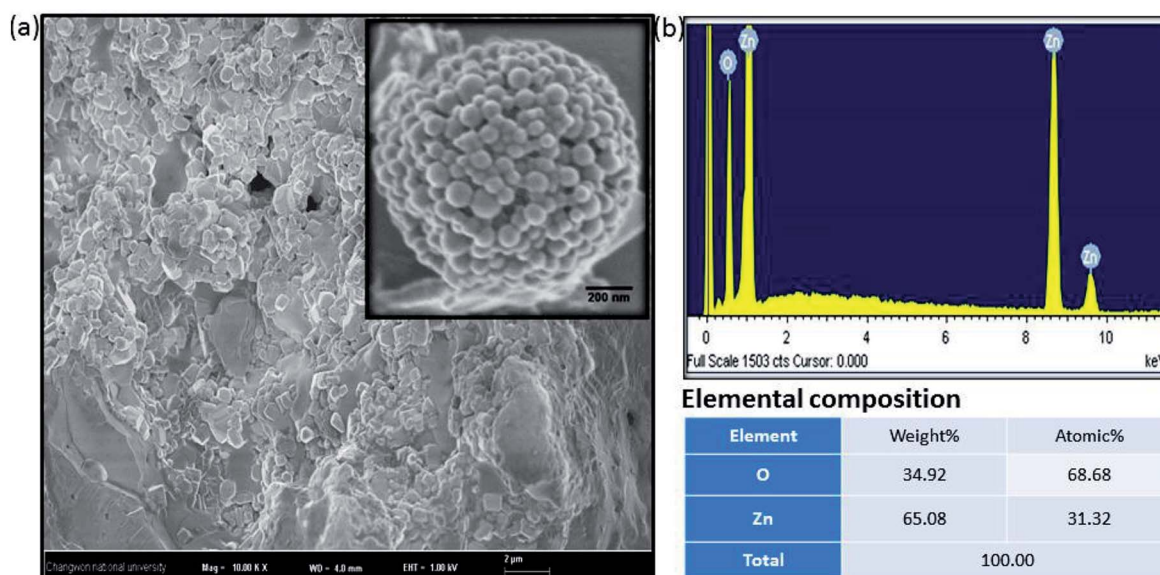 (a)
200 nm
Changwon national university Mag = 10.00 K X WD = 4.0 mm EHT = 1.00 kV 2 µm
(b)
O Zn Zn Zn
0 2 4 6 8 10
Full Scale 1503 cts Cursor: 0.000 keV
Elemental composition
Element Weight% Atomic%
O 34.92 68.68
Zn 65.08 31.32
Total 100.00